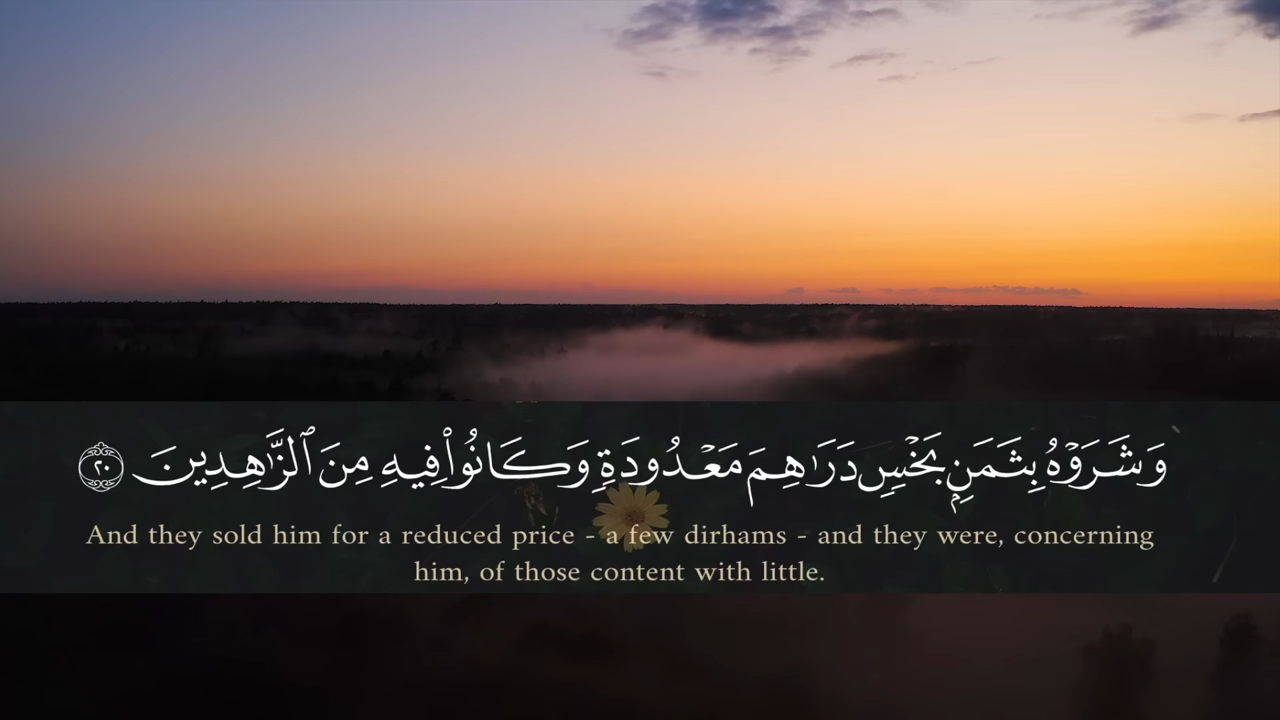 وَشَرَوْهُ بِثَمَنٍۭ بَخْسٍ دَرَٰهِمَ مَعْدُودَةٍ وَكَانُوا۟ فِيهِ مِنَ ٱلزَّٰهِدِينَ ٢٠
And they sold him for a reduced price - a few dirhams - and they were, concerning
him, of those content with little.